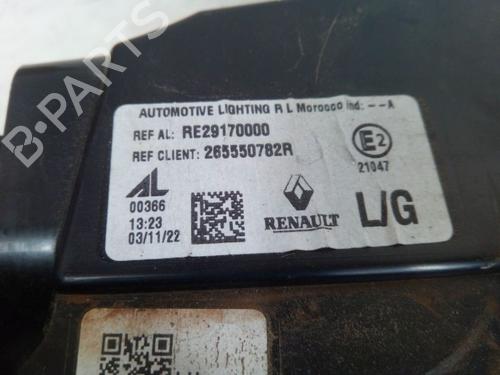 B-Parts
AUTOMOTIVE LIGHTING R L Morocco ind: --A
REF AL: RE29170000
REF CLIENT: 265550782R
E2
21047
AL
00366
13:23
03/11/22
RENAULT
L/G